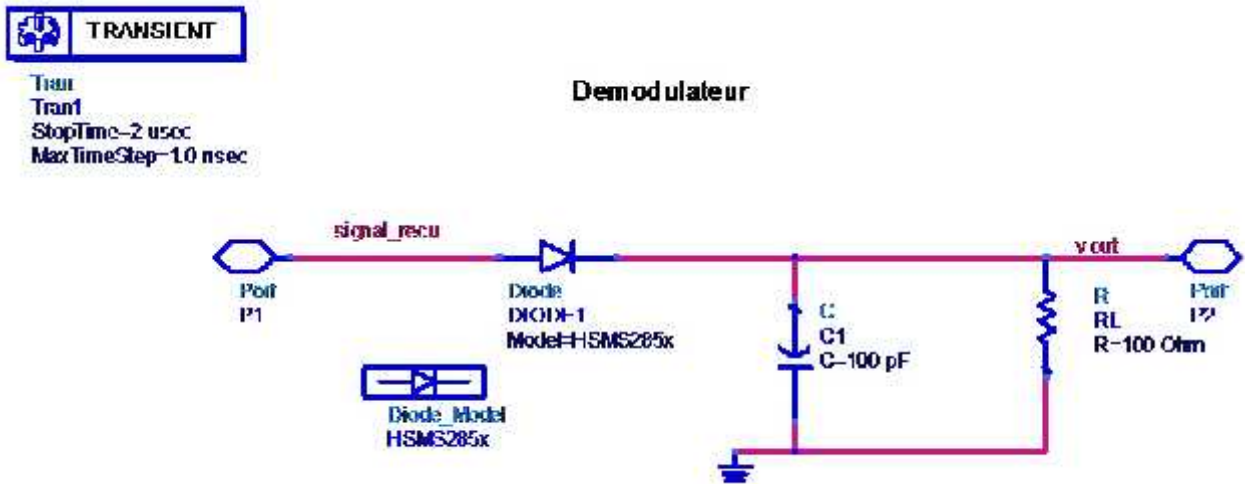 TRANSIENT
Tran
Tran1
StopTime=2 usec
MaxTimeStep=1.0 nsec
Demodulateur
signal_recu
vout
Port
P1
Diode
DIODE1
Model=HSMS285x
C
C1
C=100 pF
R
RL
R=100 Ohm
Port
P2
Diode_Model
HSMS285x